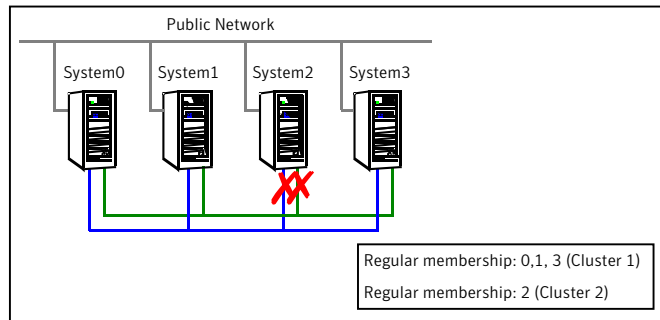 Public Network
System0
System1
System2
System3
Regular membership: 0,1, 3 (Cluster 1)
Regular membership: 2 (Cluster 2)